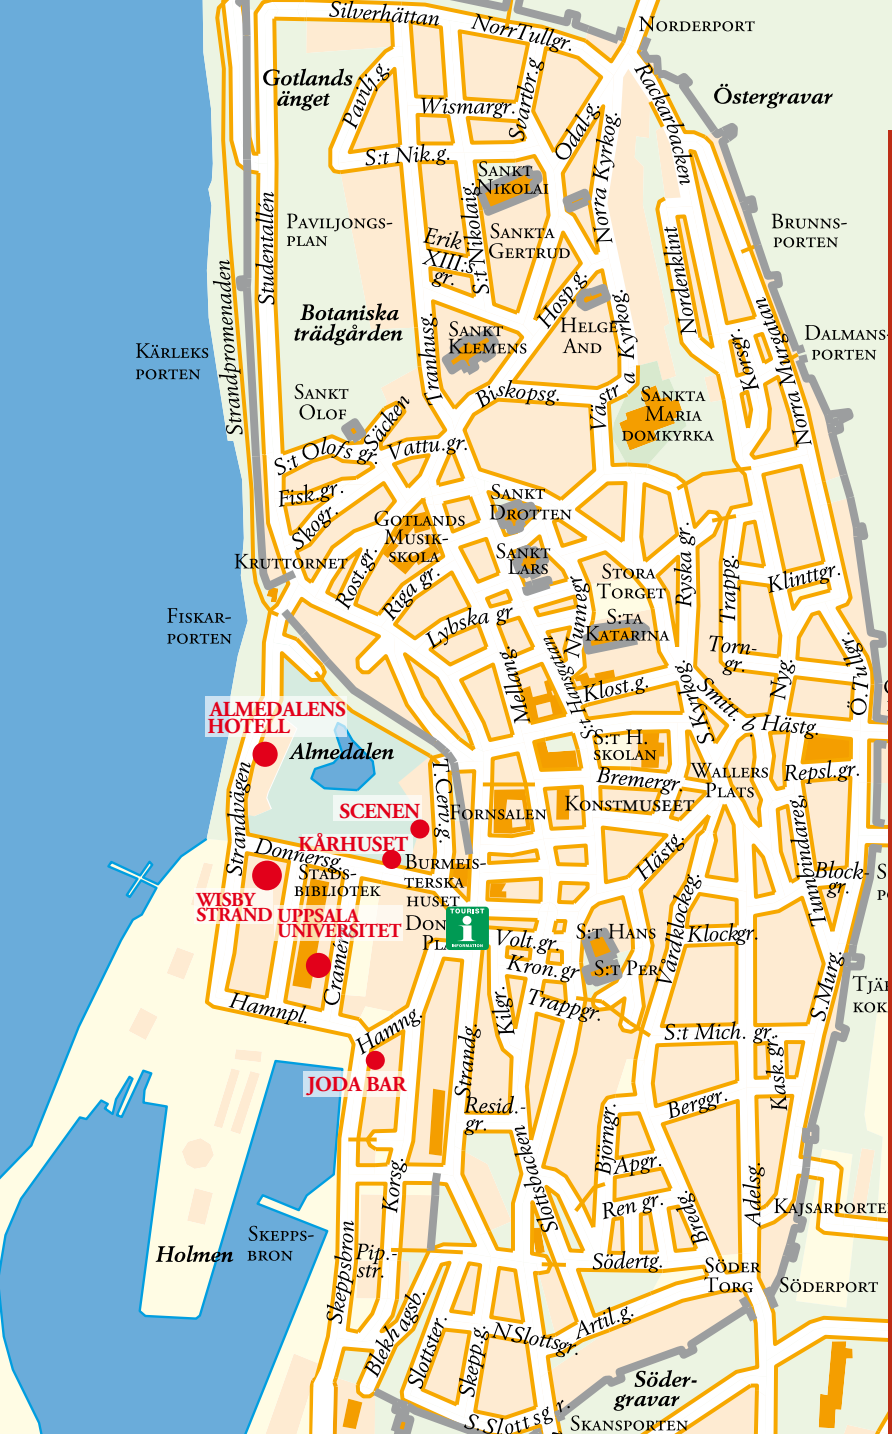 Silverhättan
NorrTullgr.
NORDERPORT
Gotlands
änget
Pavilj.g.
Wismargr.
Svartbr.g
Odal.g.
Rackarbacken
Östergravar
S:t Nik.g.
SANKT
NIKOLAI
Norra Kyrkog.
Studentallén
PAVILJONGS-
PLAN
Erik
XIII:s
gr.
S:t Nikolaig.
SANKTA
GERTRUD
BRUNNS-
PORTEN
Strandpromenaden
Nordenklint
Botaniska
trädgården
Hosp.g.
HELGE
AND
Tranhusg.
SANKT
KLEMENS
Korsgr.
Norra Murgatan
DALMANS-
PORTEN
KÄRLEKS
PORTEN
SANKT
OLOF
Säcken
Biskopsg.
Västra Kyrkog.
SANKTA
MARIA
DOMKYRKA
S:t Olofs gr.
Vattu.gr.
Fisk.gr.
Skogr.
GOTLANDS
MUSIK-
SKOLA
SANKT
DROTTEN
KRUTTORNET
Rost.gr.
Riga gr.
SANKT
LARS
STORA
TORGET
Ryska gr.
Trappg.
Klinttgr.
FISKAR-
PORTEN
Lybska gr
Nunnegr.
S:TA
KATARINA
Torn-
gr.
Mellang.
S:t Hansgatan
Klost.g.
S.Kyrkog.
Smitt.
Nyg.
Ö.Tullgr.
ALMEDALENS
HOTELL
Almedalen
S:T H.
SKOLAN
Hästg.
WALLERS
PLATS
Repsl.gr.
Strandvägen
T.Cerv.g.
Bremergr.
SCENEN
FORNSALEN
KONSTMUSEET
KÅRHUSET
Donnersg.
STADS-
BIBLIOTEK
BURMEIS-
TERSKA
HUSET
Hästg.
Tunnbindareg.
Block-
gr.
WISBY
STRAND
UPPSALA
UNIVERSITET
DON
PLA
TOURIST
i
INFORMATION
Volt.gr.
S:T HANS
S:T PER
Vårdklockeg.
Klockgr.
Kron.gr
Cramér
Hamnpl.
Hamng.
Kilgr.
Trappgr.
S.Murg.
TJÄ
KOK
S:t Mich. gr.
Strandg.
JODA BAR
Kask.gr.
Resid.-
gr.
Berggr.
Björngr.
Apgr.
Slottsbacken
Korsg.
Ren gr.
Bredg.
Adelsg.
KAJSARPORTE
Holmen
SKEPPS-
BRON
Skeppsbron
Pip.-
str.
Södertg.
SÖDER
TORG
SÖDERPORT
Blekhagsb.
Slottster.
Skepp.g.
N Slottsgr.
Artil.g.
Söder-
gravar
S.Slottsgr.
SKANSPORTEN